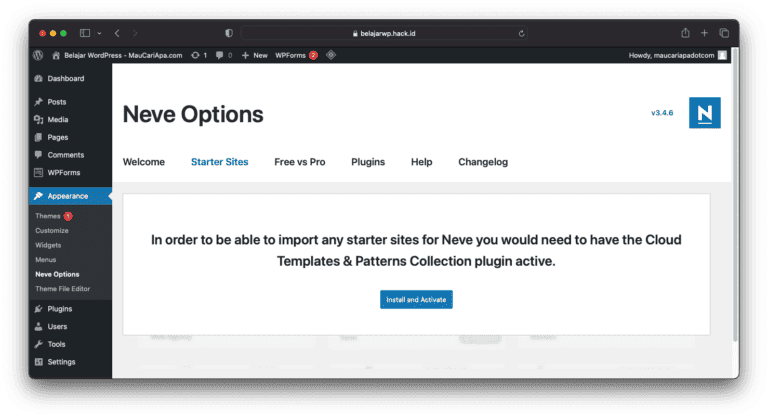 belajarwp.hack.id
Belajar WordPress - MauCariApa.com
1
0
New
WPForms 2
Howdy, maucariapadotcom
Dashboard
Posts
Media
Pages
Comments
WPForms
Appearance
Themes 1
Customize
Widgets
Menus
Neve Options
Theme File Editor
Plugins
Users
Tools
Settings
Neve Options
v3.4.6
N
Welcome
Starter Sites
Free vs Pro
Plugins
Help
Changelog
In order to be able to import any starter sites for Neve you would need to have the Cloud
Templates & Patterns Collection plugin active.
Install and Activate